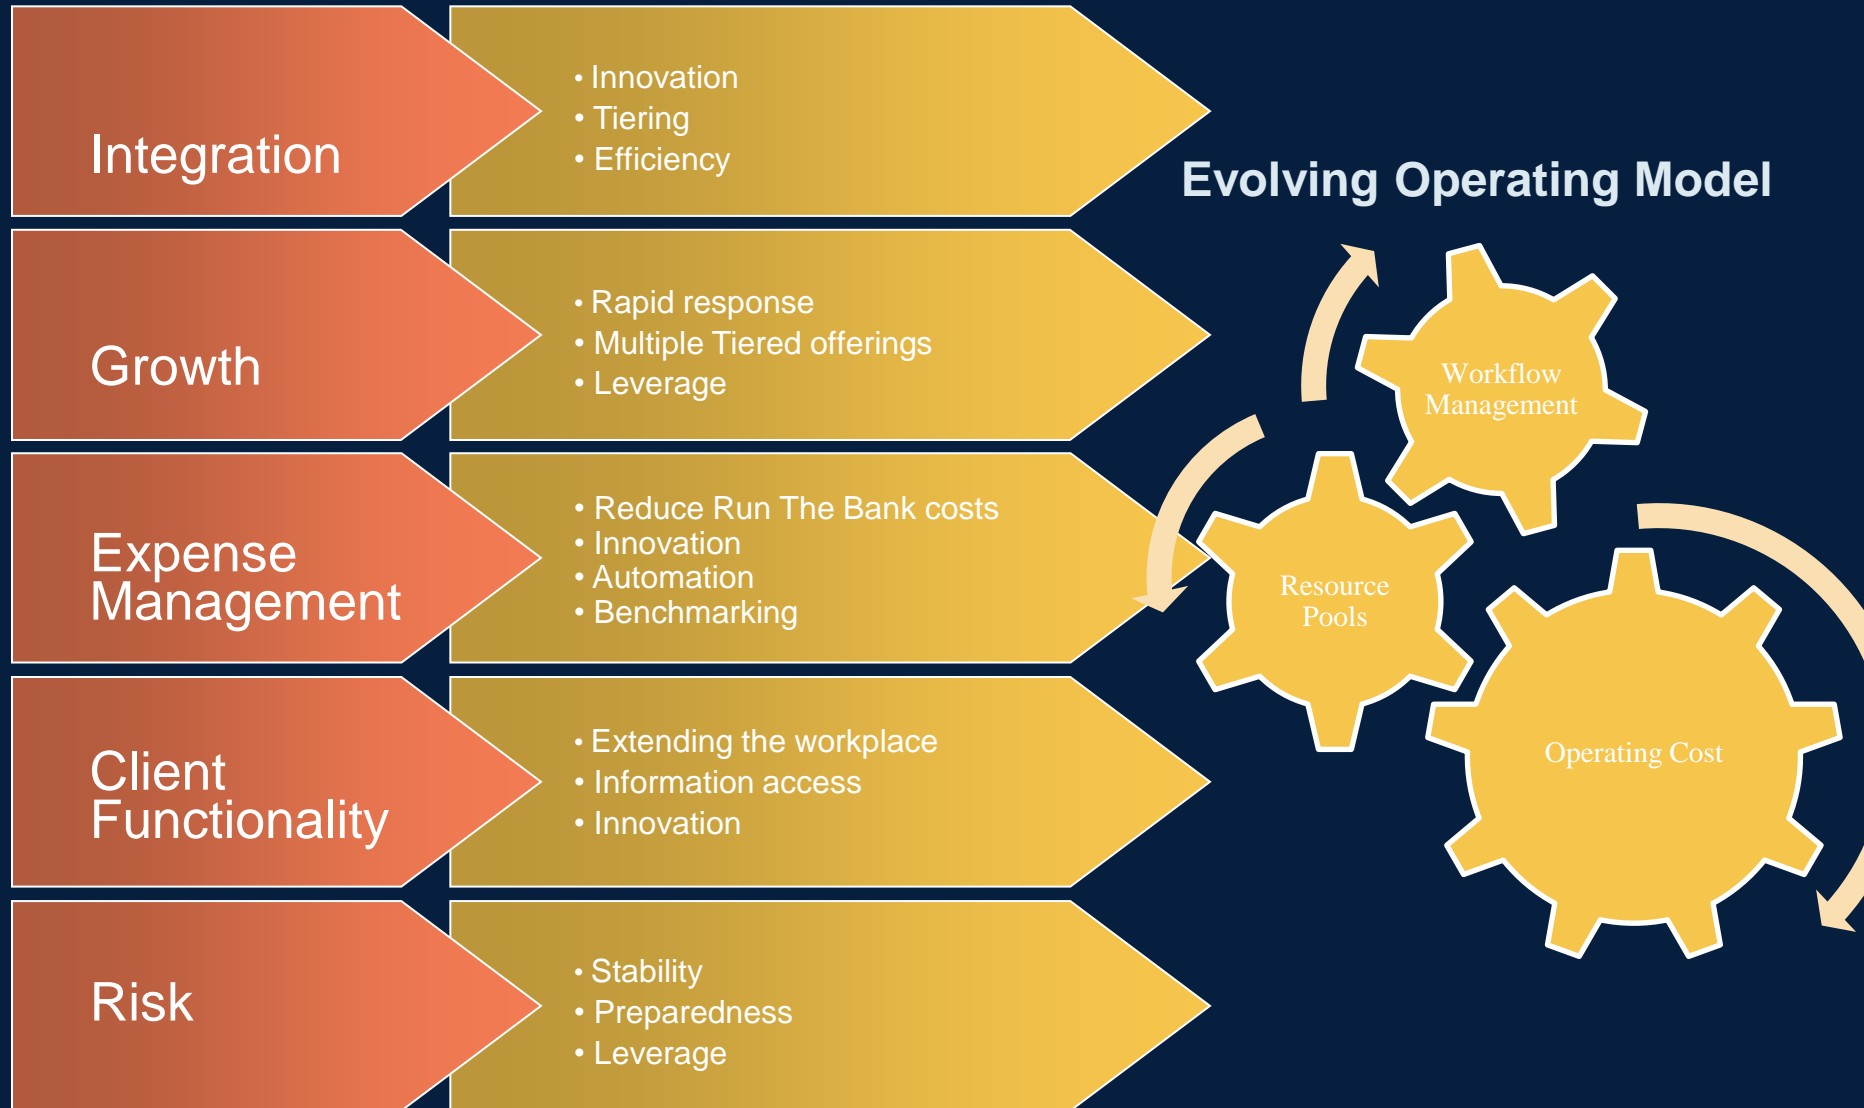 Integration
• Innovation
• Tiering
• Efficiency
Growth
• Rapid response
• Multiple Tiered offerings
• Leverage
Expense
Management
• Reduce Run The Bank costs
• Innovation
• Automation
• Benchmarking
Client
Functionality
• Extending the workplace
• Information access
• Innovation
Risk
• Stability
• Preparedness
• Leverage
Evolving Operating Model
Workflow
Management
Resource
Pools
Operating Cost